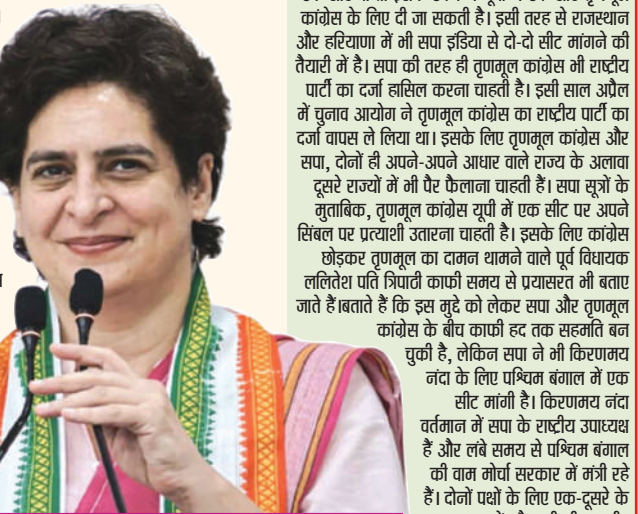 कांग्रेस के लिए दी जा सकती है। इसी तरह से राजस्थान
और हरियाणा में भी सपा इंडिया से दो-दो सीट मांगने की
तैयारी में है। सपा की तरह ही तृणमूल कांग्रेस भी राष्ट्रीय
पार्टी का दर्जा हासिल करना चाहती है। इसी साल अप्रैल
में चुनाव आयोग ने तृणमूल कांग्रेस का राष्ट्रीय पार्टी का
दर्जा वापस ले लिया था। इसके लिए तृणमूल कांग्रेस और
सपा, दोनों ही अपने-अपने आधार वाले राज्य के अलावा
दूसरे राज्यों में भी पैर फैलाना चाहती हैं। सपा सूत्रों के
मुताबिक, तृणमूल कांग्रेस यूपी में एक सीट पर अपने
सिंबल पर प्रत्याशी उतारना चाहती है। इसके लिए कांग्रेस
छोड़कर तृणमूल का दामन थामने वाले पूर्व विधायक
ललितेश पति त्रिपाठी काफी समय से प्रयासरत भी बताए
जाते हैं।बताते हैं कि इस मुद्दे को लेकर सपा और तृणमूल
कांग्रेस के बीच काफी हद तक सहमति बन
चुकी है, लेकिन सपा ने भी किरणमय
नंदा के लिए पश्चिम बंगाल में एक
सीट मांगी है। किरणमय नंदा
वर्तमान में सपा के राष्ट्रीय उपाध्यक्ष
हैं और लंबे समय से पश्चिम बंगाल
की वाम मोर्चा सरकार में मंत्री रहे
हैं। दोनों पक्षों के लिए एक-दूसरे के